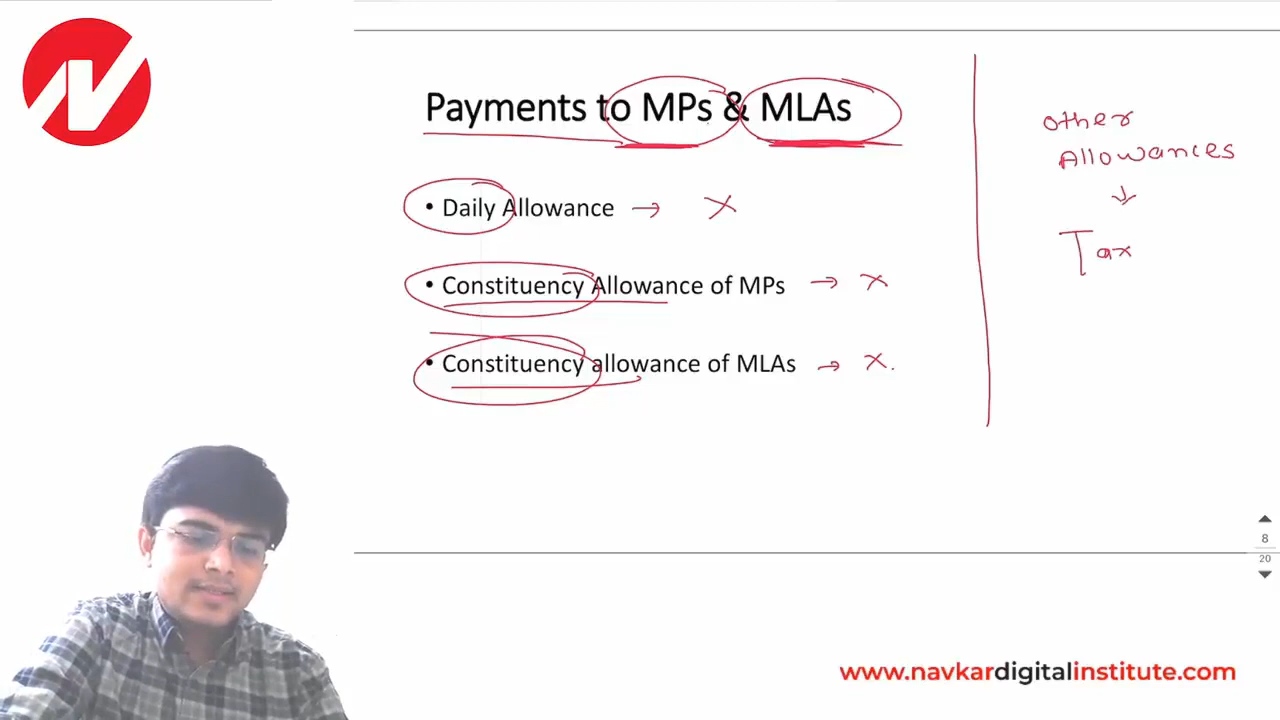 Payments to MPs & MLAs
• Daily Allowance → X
• Constituency Allowance of MPs → X
• Constituency allowance of MLAs → X.
Other
Allowances
↓
Tax
8
20
www.navkardigitalinstitute.com